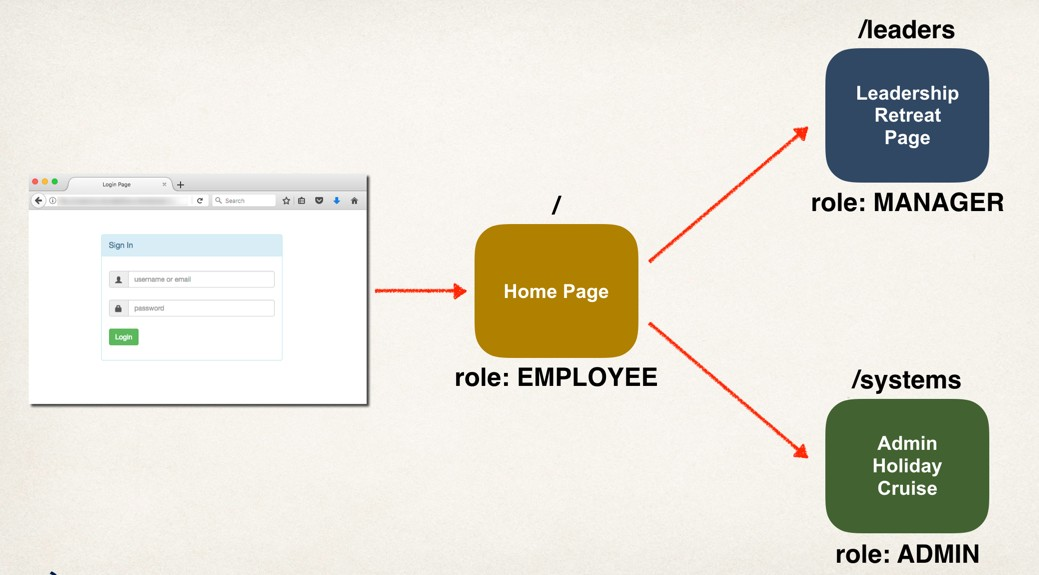 Login Page
Search
Sign In
username or email
password
Login
/
Home Page
role: EMPLOYEE
/leaders
Leadership
Retreat
Page
role: MANAGER
/systems
Admin
Holiday
Cruise
role: ADMIN